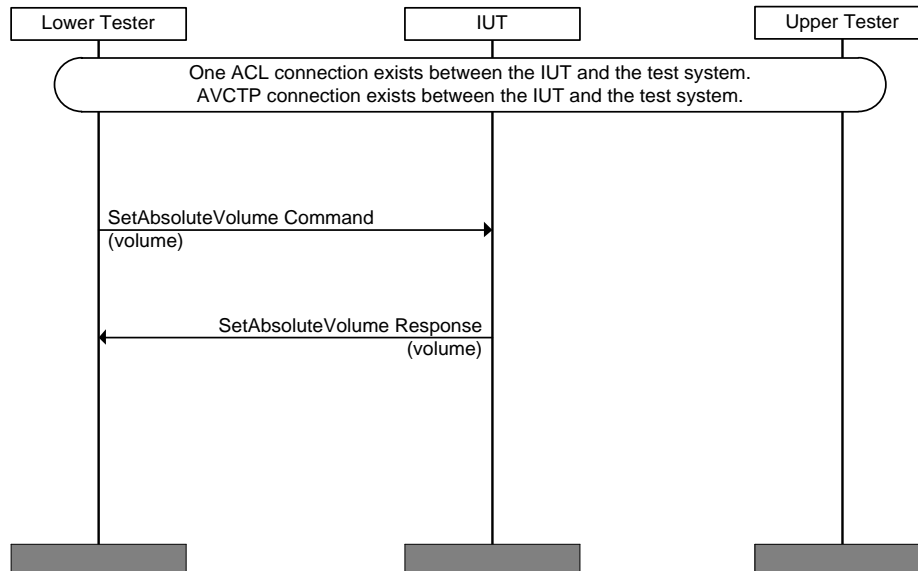 Lower Tester
IUT
Upper Tester
One ACL connection exists between the IUT and the test system.
AVCTP connection exists between the IUT and the test system.
SetAbsoluteVolume Command
(volume)
SetAbsoluteVolume Response
(volume)